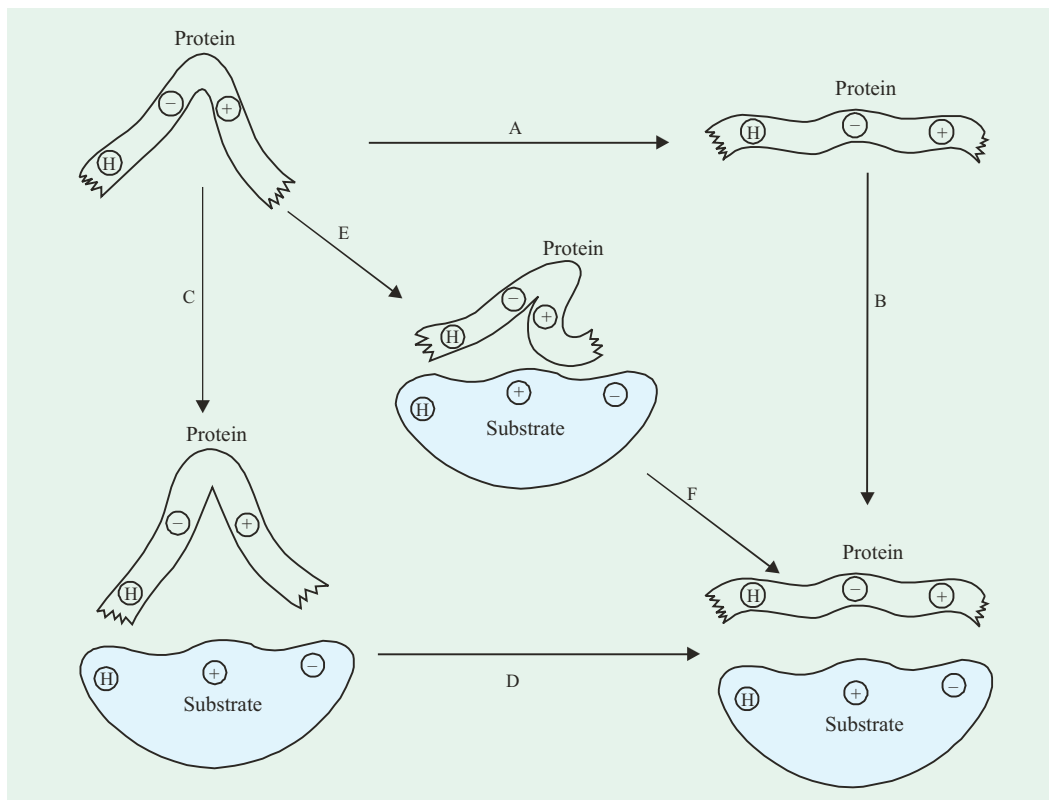 Protein
− +
H
A
Protein
H − +
E
Protein
− +
H
C
B
H + −
Substrate
Protein
− +
H
F
Protein
H − +
H + −
Substrate
D
H + −
Substrate